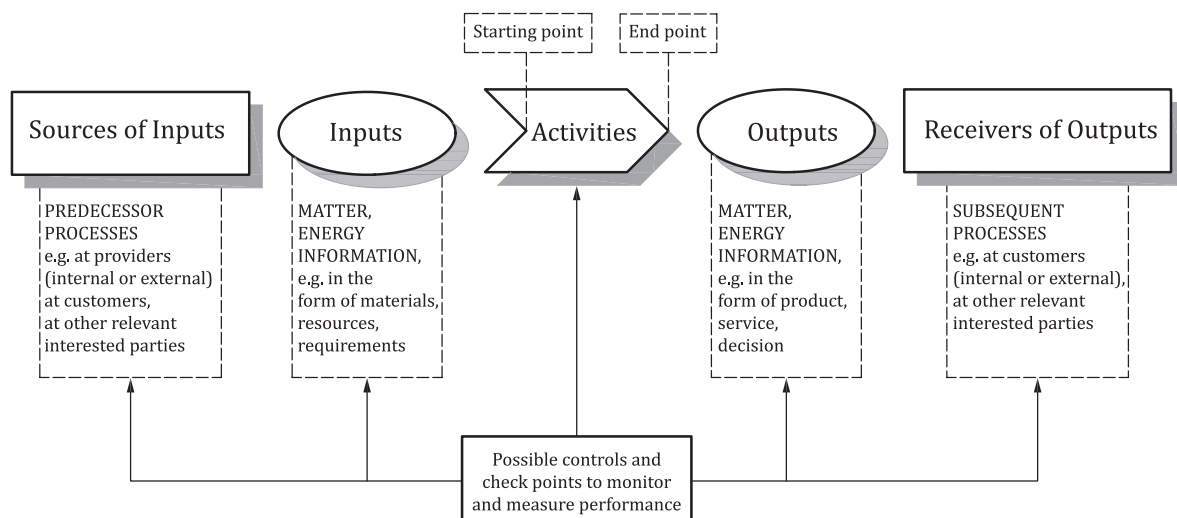 Starting point
End point
Sources of Inputs
Inputs
Activities
Outputs
Receivers of Outputs
PREDECESSOR
PROCESSES
e.g. at providers
(internal or external)
at customers,
at other relevant
interested parties
MATTER,
ENERGY
INFORMATION,
e.g. in the
form of materials,
resources,
requirements
MATTER,
ENERGY
INFORMATION,
e.g. in the
form of product,
service,
decision
SUBSEQUENT
PROCESSES
e.g. at customers
(internal or external),
at other relevant
interested parties
Possible controls and
check points to monitor
and measure performance